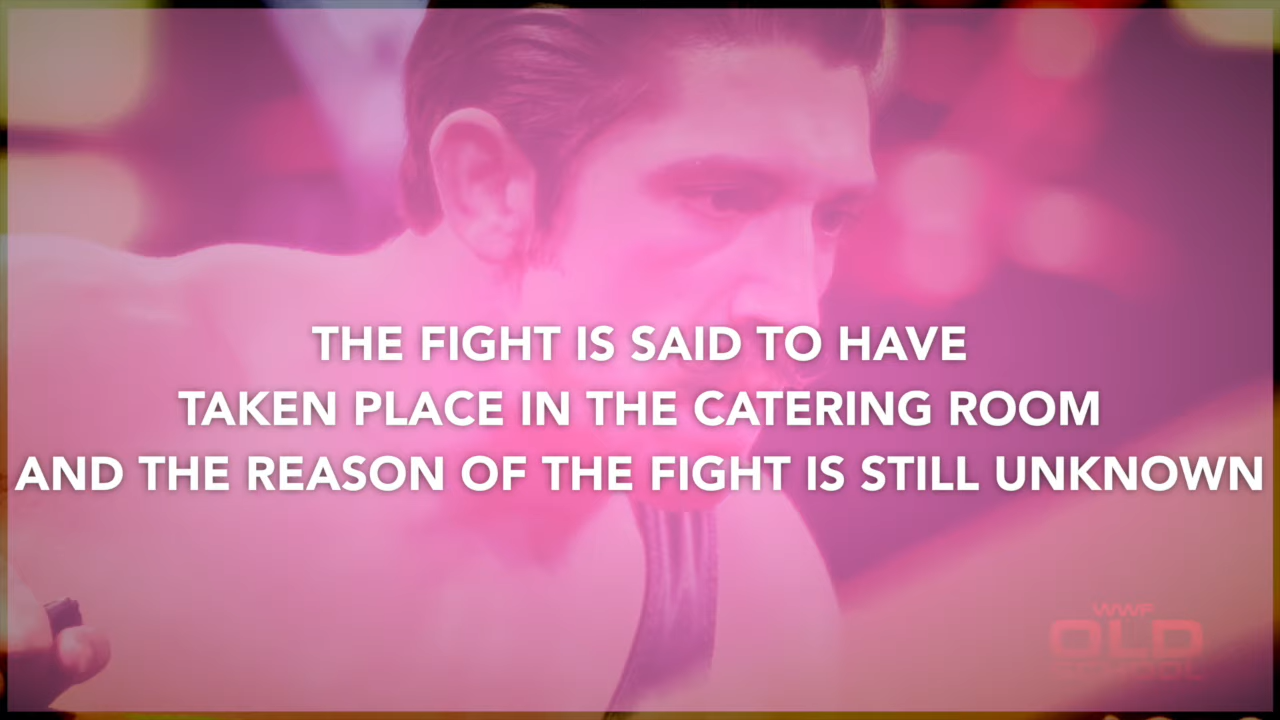 THE FIGHT IS SAID TO HAVE
TAKEN PLACE IN THE CATERING ROOM
AND THE REASON OF THE FIGHT IS STILL UNKNOWN
WWF
OLD
SCHOOL